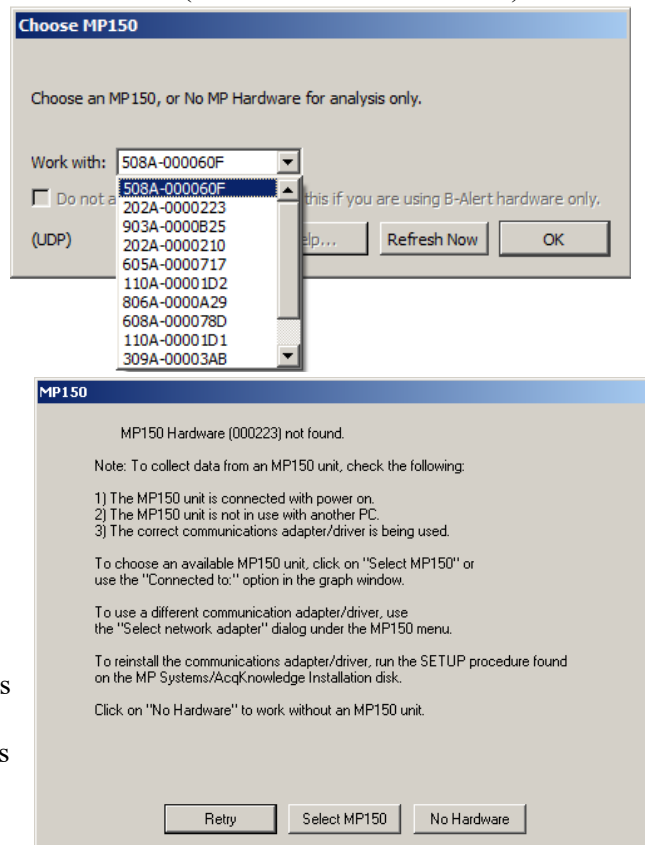 Choose MP150
Choose an MP150, or No MP Hardware for analysis only.
Work with: 508A-000060F
508A-000060F
Do not a this if you are using B-Alert hardware only.
202A-0000223
903A-0000B25
(UDP) elp... Refresh Now OK
202A-0000210
605A-0000717
110A-00001D2
806A-0000A29
608A-000078D
110A-00001D1
309A-00003AB
MP150
MP150 Hardware (000223) not found.
Note: To collect data from an MP150 unit, check the following:
1) The MP150 unit is connected with power on.
2) The MP150 unit is not in use with another PC.
3) The correct communications adapter/driver is being used.
To choose an available MP150 unit, click on "Select MP150" or
use the "Connected to:" option in the graph window.
To use a different communication adapter/driver, use
the "Select network adapter" dialog under the MP150 menu.
To reinstall the communications adapter/driver, run the SETUP procedure found
on the MP Systems/AcqKnowledge Installation disk.
s
Click on "No Hardware" to work without an MP150 unit.
s
Retry Select MP150 No Hardware